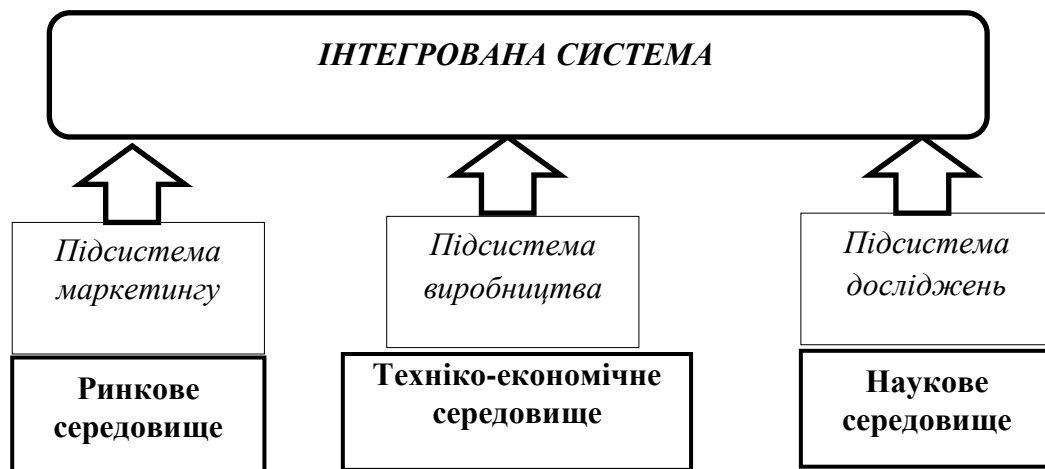 ІНТЕГРОВАНА СИСТЕМА
Підсистема
маркетингу
Підсистема
виробництва
Підсистема
досліджень
Ринкове
середовище
Техніко-економічне
середовище
Наукове
середовище